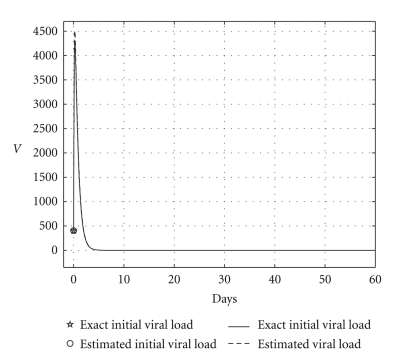 4500
4000
3500
3000
2500
V
2000
1500
1000
500
0
0 10 20 30 40 50 60
Days
Exact initial viral load Exact initial viral load
Estimated initial viral load Estimated viral load